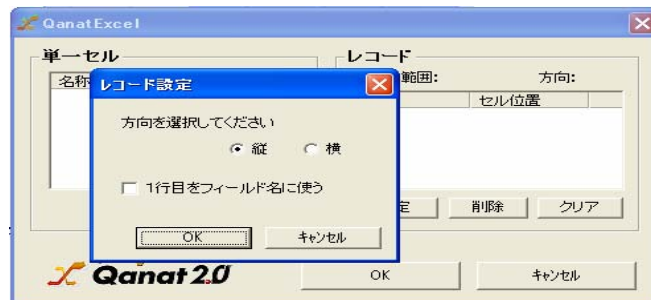 QanatExcel
単一セル
レコード
名称
範囲:
方向:
セル位置
レコード設定
方向を選択してください
縦
横
1行目をフィールド名に使う
OK
キャンセル
定
削除
クリア
Qanat 2.0
OK
キャンセル